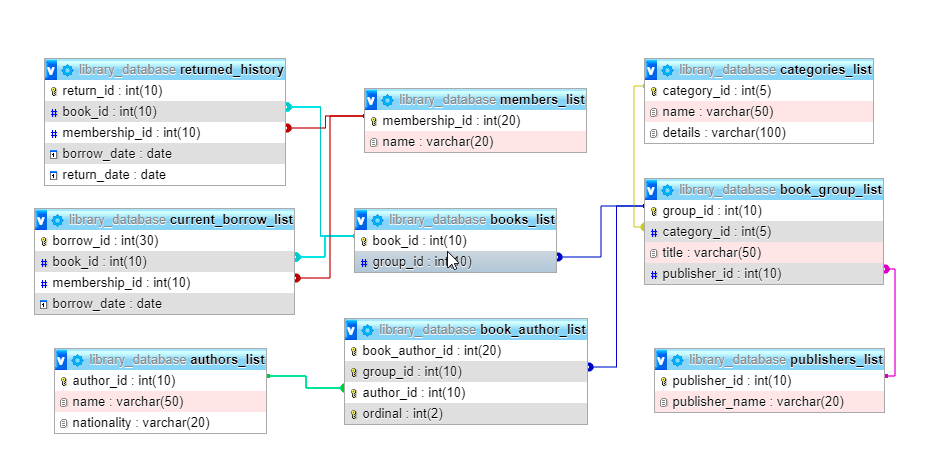 library_database returned_history
return_id : int(10)
book_id : int(10)
membership_id : int(10)
borrow_date : date
return_date : date
library_database members_list
membership_id : int(20)
name : varchar(20)
library_database categories_list
category_id : int(5)
name : varchar(50)
details : varchar(100)
library_database current_borrow_list
borrow_id : int(30)
book_id : int(10)
membership_id : int(10)
borrow_date : date
library_database books_list
book_id : int(10)
group_id :
library_database book_group_list
group_id : int(10)
category_id : int(5)
title : varchar(50)
publisher_id : int(10)
library_database authors_list
author_id : int(10)
name : varchar(50)
nationality : varchar(20)
library_database book_author_list
book_author_id : int(20)
group_id : int(10)
author_id : int(10)
ordinal : int(2)
library_database publishers_list
publisher_id : int(10)
publisher_name : varchar(20)